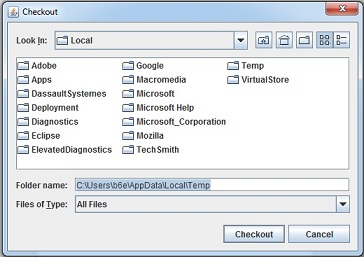 Checkout
Look In: Local
Adobe Google Temp
Apps Macromedia VirtualStore
DassaultSystemes Microsoft
Deployment Microsoft Help
Diagnostics Microsoft_Corporation
Eclipse Mozilla
ElevatedDiagnostics TechSmith
Folder name: C:\Users\b6e\AppData\Local\Temp
Files of Type: All Files
Checkout Cancel